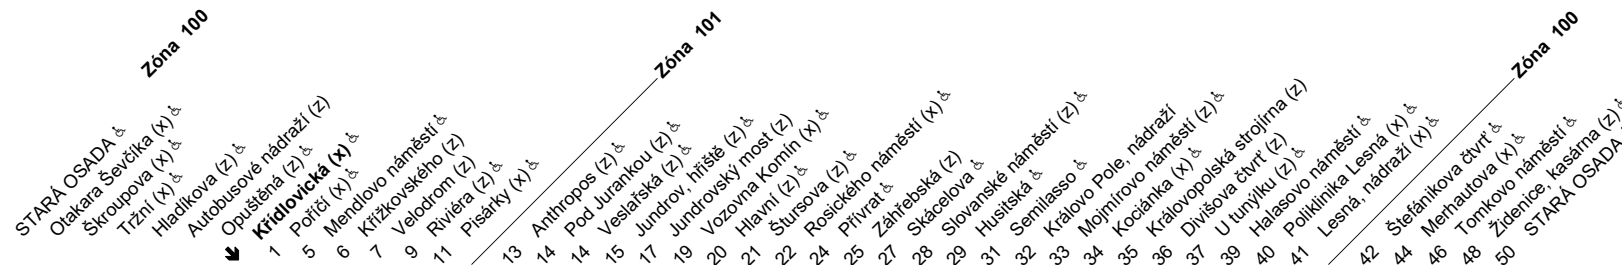 Zóna 100
STARÁ OSADA ♿
Otakara Ševčíka (x) ♿
Škroupova (x) ♿
Tržní (x) ♿
Hladíkova (z) ♿
Autobusové nádraží (z)
Opuštěná (z) ♿
🡿 Křídlovická (x) ♿
1 Poříčí (x) ♿
5 Mendlovo náměstí ♿
6 Křížkovského (z)
7 Velodrom (z)
9 Riviéra (z) ♿
11 Pisárky (x) ♿
Zóna 101
13 Anthropos (z) ♿
14 Pod Jurankou (z) ♿
14 Veslařská (z) ♿
15 Jundrov, hřiště (z) ♿
17 Jundrovský most (z)
19 Vozovna Komín (x) ♿
20 Hlavní (z) ♿
21 Štursova (z) ♿
22 Rosického náměstí (x) ♿
24 Přívrat ♿
25 Záhřebská (z)
27 Skácelova ♿
28 Slovanské náměstí (z) ♿
29 Husitská ♿
31 Semilasso ♿
32 Královo Pole, nádraží
33 Mojmírovo náměstí (z) ♿
34 Kociánka (x) ♿
35 Královopolská strojírna (z)
36 Divišova čtvrť (z)
37 U tunýlku (z) ♿
39 Halasovo náměstí ♿
40 Poliklinika Lesná (x) ♿
41 Lesná, nádraží (x) ♿
Zóna 100
42 Štefánikova čtvrť ♿
44 Merhautova (x) ♿
46 Tomkovo náměstí ♿
48 Židenice, kasárna (z) ♿
50 STARÁ OSADA ♿